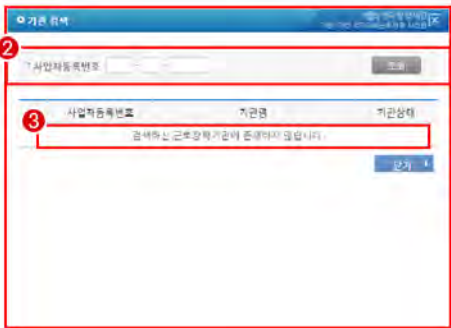 기관 검색
2
* 사업자등록번호
조회
사업자등록번호 기관명 기관상태
3
검색하신 근로장학기관이 존재하지 않습니다.
닫기